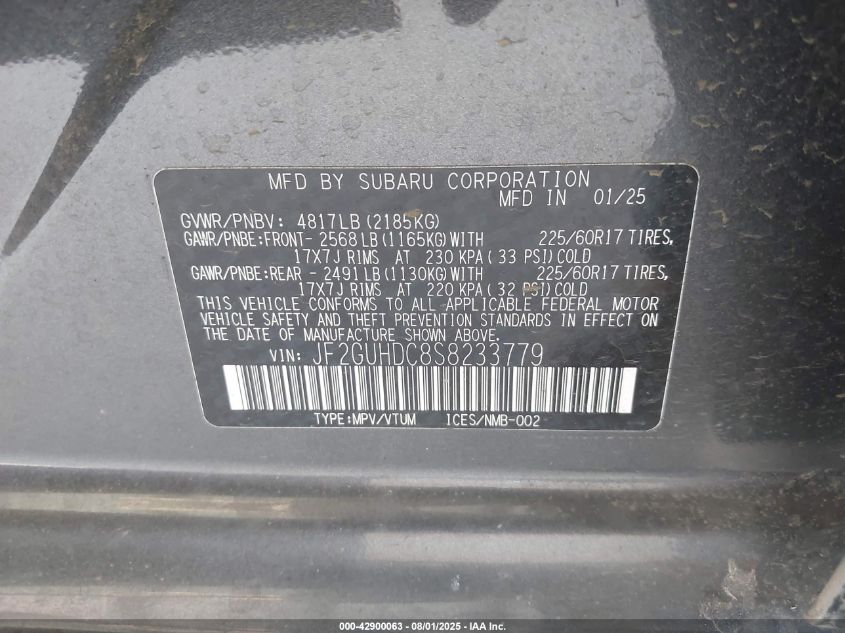 MFD BY SUBARU CORPORATION
MFD IN 01/25
GVWR/PNBV: 4817LB (2185KG)
GAWR/PNBE:FRONT- 2568 LB (1165KG) WITH 225/60R17 TIRES,
17X7J RIMS AT 230 KPA ( 33 PSI) COLD
GAWR/PNBE:REAR - 2491 LB (1130KG) WITH 225/60R17 TIRES,
17X7J RIMS AT 220 KPA ( 32 PSI) COLD
THIS VEHICLE CONFORMS TO ALL APPLICABLE FEDERAL MOTOR
VEHICLE SAFETY AND THEFT PREVENTION STANDARDS IN EFFECT ON
THE DATE OF MANUFACTURE SHOWN ABOVE.
VIN: JF2GUHDC8S8233779
TYPE:MPV/VTUM ICES/NMB-002
000-42900063 - 08/01/2025 - IAA Inc.